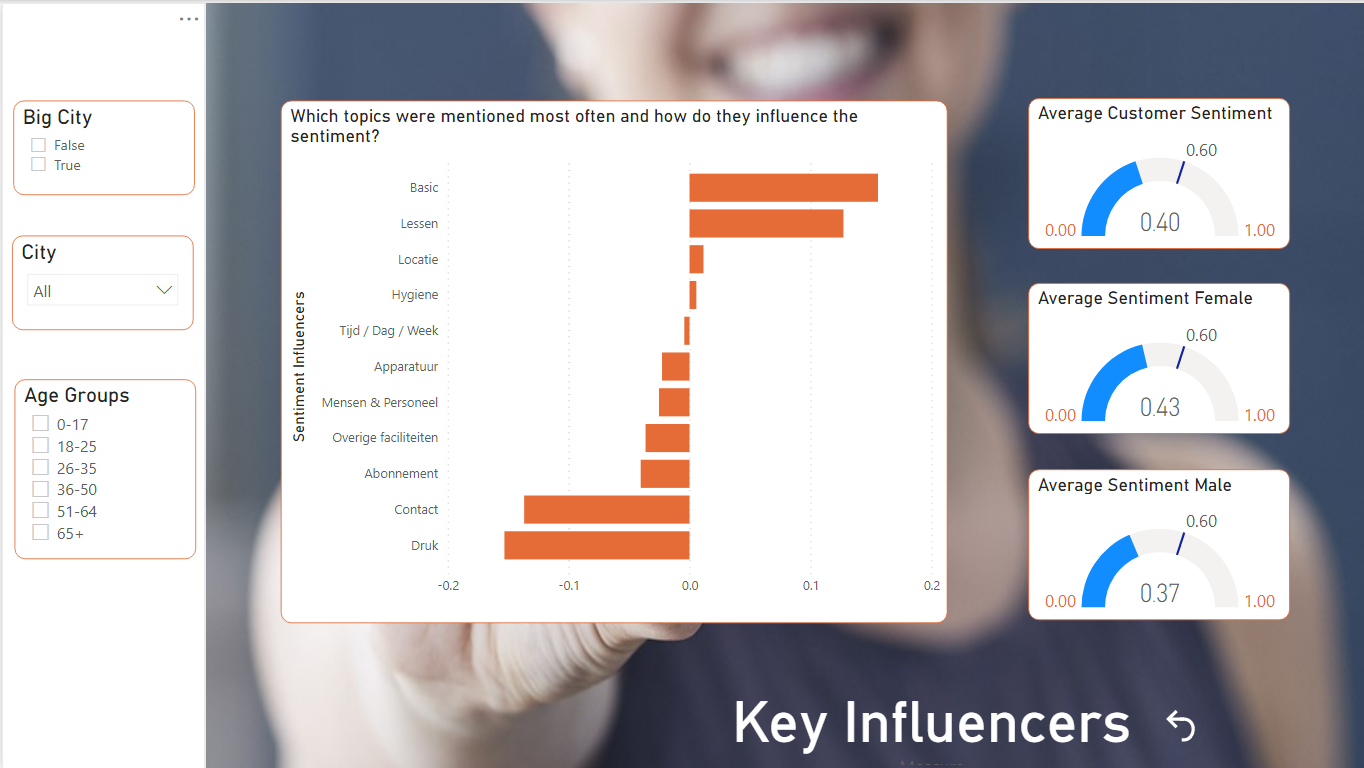 Big City
False
True
City
All
Age Groups
0-17
18-25
26-35
36-50
51-64
65+
Which topics were mentioned most often and how do they influence the
sentiment?
Sentiment Influencers
Basic
Lessen
Locatie
Hygiene
Tijd / Dag / Week
Apparatuur
Mensen & Personeel
Overige faciliteiten
Abonnement
Contact
Druk
-0.2 -0.1 0.0 0.1 0.2
Average Customer Sentiment
0.60
0.00 0.40 1.00
Average Sentiment Female
0.60
0.00 0.43 1.00
Average Sentiment Male
0.60
0.00 0.37 1.00
Key Influencers